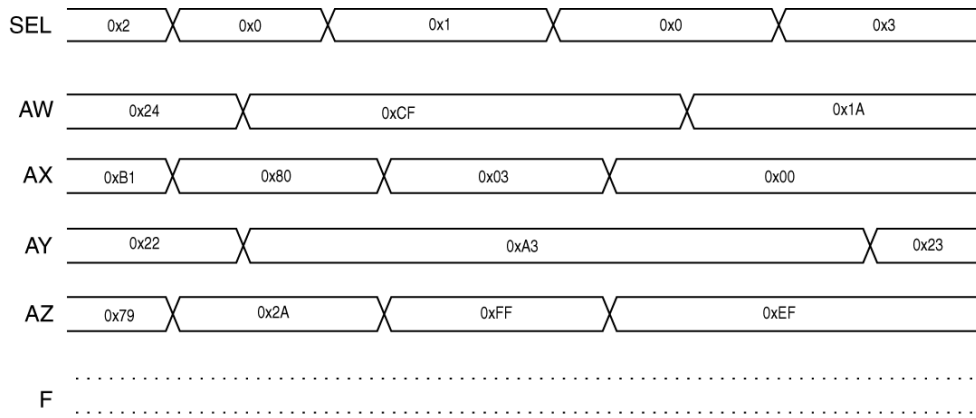 SEL 0x2 0x0 0x1 0x0 0x3
AW 0x24 0xCF 0x1A
AX 0xB1 0x80 0x03 0x00
AY 0x22 0xA3 0x23
AZ 0x79 0x2A 0xFF 0xEF
F